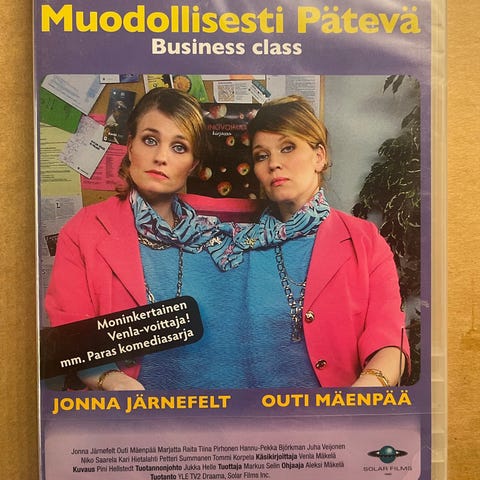 Muodollisesti Pätevä
Business class
Moninkertainen
Venla-voittaja!
mm. Paras komediasarja
JONNA JÄRNEFELT OUTI MÄENPÄÄ
Jonna Järnefelt Outi Mäenpää Marjatta Raita Tiina Pirhonen Hannu-Pekka Björkman Juha Veijonen
Niko Saarela Kari Hietalahti Petteri Summanen Tommi Korpela Käsikirjoittaja Venla Mäkelä
Kuvaus Pini Hellstedt Tuotannonjohto Jukka Helle Tuottaja Markus Selin Ohjaaja Aleksi Mäkelä
Tuotanto YLE TV2 Draama, Solar Films Inc.
SOLAR FILMS